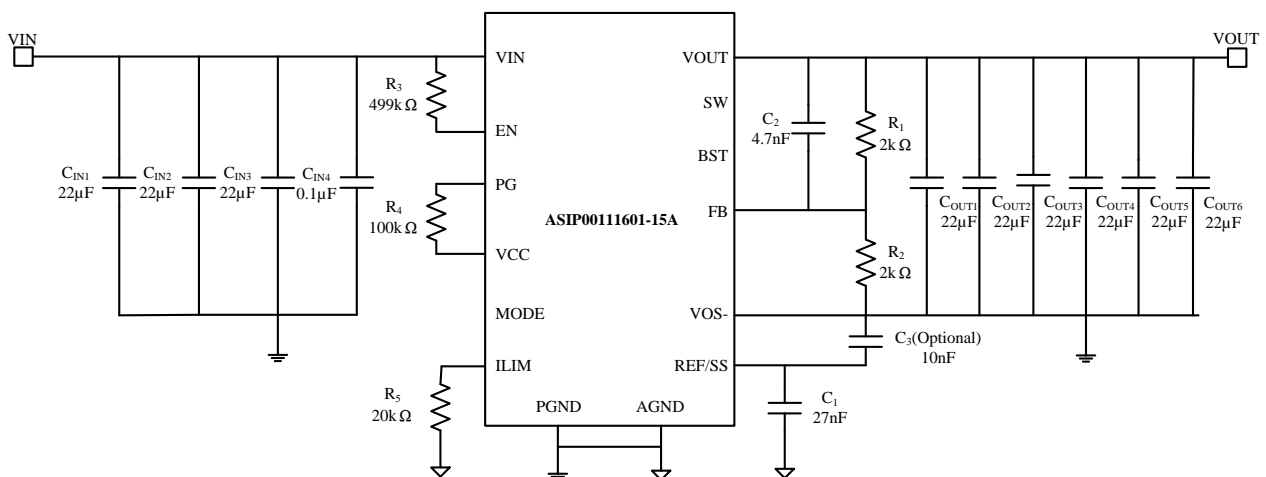 VIN
VOUT
VIN
VOUT
R3
499kΩ
SW
C2
4.7nF
R1
2kΩ
EN
BST
CIN1
22µF
CIN2
22µF
CIN3
22µF
CIN4
0.1µF
PG
R4
100kΩ
ASIP00111601-15A
FB
COUT1
22µF
COUT2
22µF
COUT3
22µF
COUT4
22µF
COUT5
22µF
COUT6
22µF
VCC
R2
2kΩ
MODE
VOS-
C3(Optional)
10nF
ILIM
REF/SS
R5
20kΩ
PGND
AGND
C1
27nF